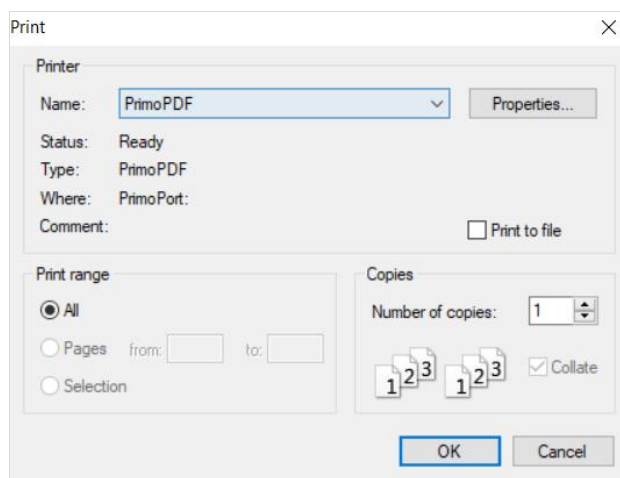 Print
Printer
Name: PrimoPDF Properties...
Status: Ready
Type: PrimoPDF
Where: PrimoPort:
Comment: Print to file
Print range
All
Pages from: to:
Selection
Copies
Number of copies: 1
1 2 3 1 2 3 Collate
OK Cancel